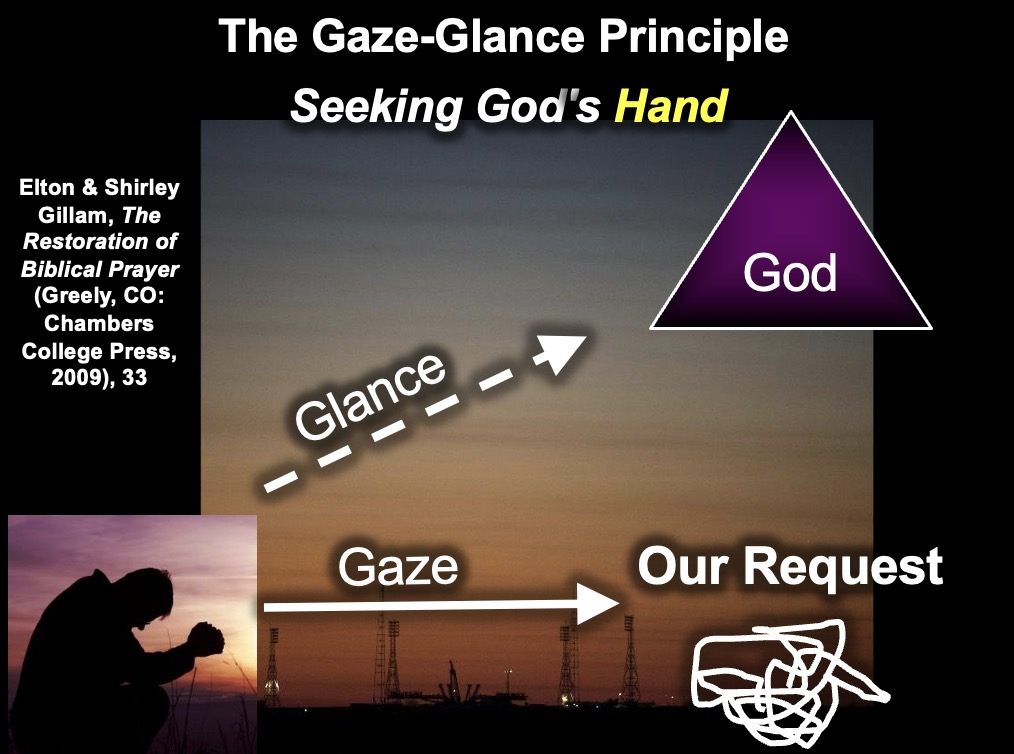 The Gaze-Glance Principle
Seeking God's Hand
Elton & Shirley
Gillam, The
Restoration of
Biblical Prayer
(Greely, CO:
Chambers
College Press,
2009), 33
God
Glance
Gaze
Our Request